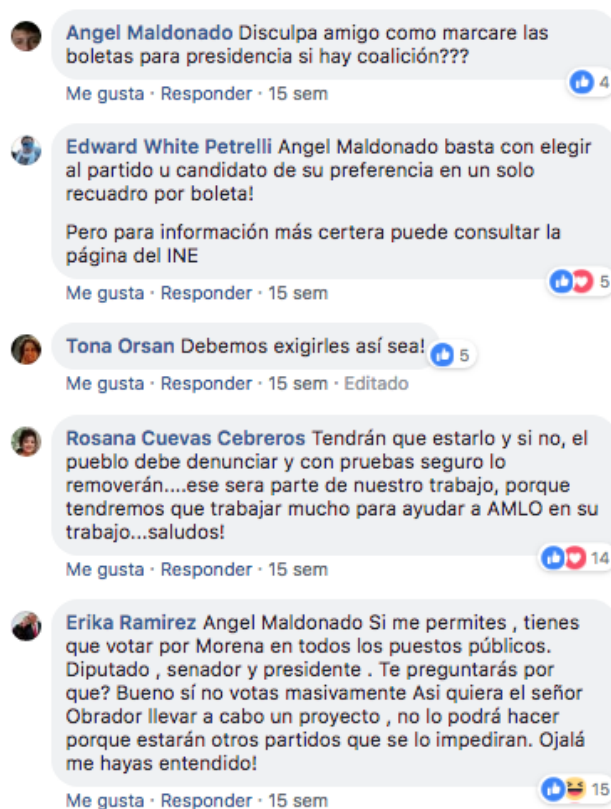 Angel Maldonado Disculpa amigo como marcare las
boletas para presidencia si hay coalición???
4
Me gusta · Responder · 15 sem
Edward White Petrelli Angel Maldonado basta con elegir
al partido u candidato de su preferencia en un solo
recuadro por boleta!
Pero para información más certera puede consultar la
página del INE
5
Me gusta · Responder · 15 sem
Tona Orsan Debemos exigirles así sea!
5
Me gusta · Responder · 15 sem · Editado
Rosana Cuevas Cebreros Tendrán que estarlo y si no, el
pueblo debe denunciar y con pruebas seguro lo
removerán....ese sera parte de nuestro trabajo, porque
tendremos que trabajar mucho para ayudar a AMLO en su
trabajo...saludos!
14
Me gusta · Responder · 15 sem
Erika Ramirez Angel Maldonado Si me permites , tienes
que votar por Morena en todos los puestos públicos.
Diputado , senador y presidente . Te preguntarás por
que? Bueno sí no votas masivamente Asi quiera el señor
Obrador llevar a cabo un proyecto , no lo podrá hacer
porque estarán otros partidos que se lo impediran. Ojalá
me hayas entendido!
15
Me gusta · Responder · 15 sem